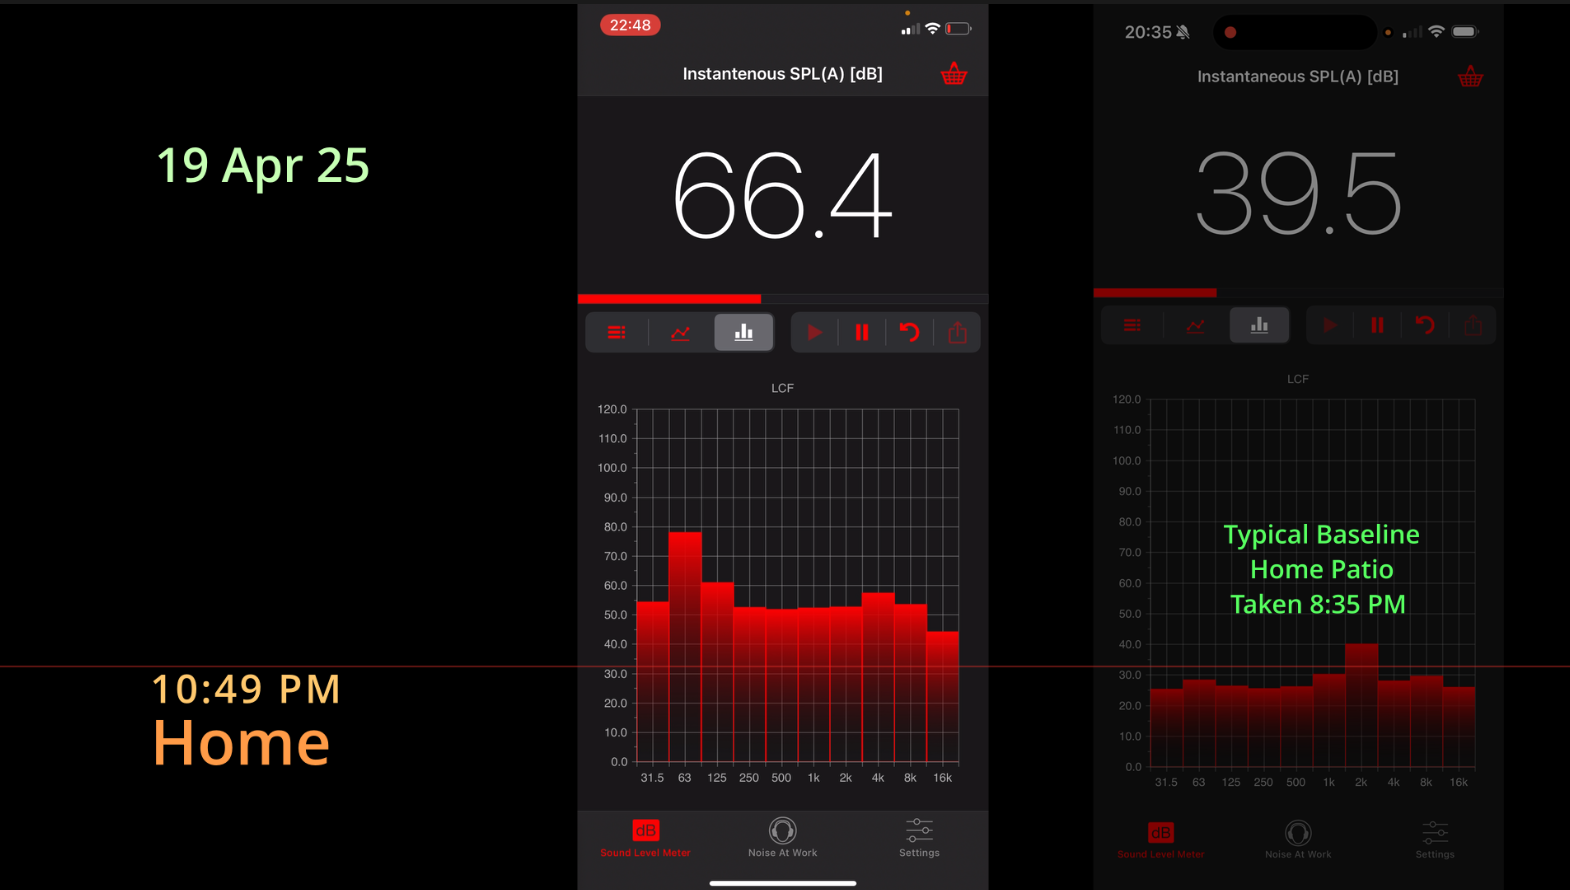 19 Apr 25
10:49 PM
Home
22:48
Instantenous SPL(A) [dB]
66.4
LCF
120.0
110.0
100.0
90.0
80.0
70.0
60.0
50.0
40.0
30.0
20.0
10.0
0.0
31.5 63 125 250 500 1k 2k 4k 8k 16k
dB
Sound Level Meter Noise At Work Settings
20:35
Instantaneous SPL(A) [dB]
39.5
LCF
120.0
110.0
100.0
90.0
80.0
70.0
60.0
50.0
40.0
30.0
20.0
10.0
0.0
Typical Baseline
Home Patio
Taken 8:35 PM
31.5 63 125 250 500 1k 2k 4k 8k 16k
dB
Sound Level Meter Noise At Work Settings